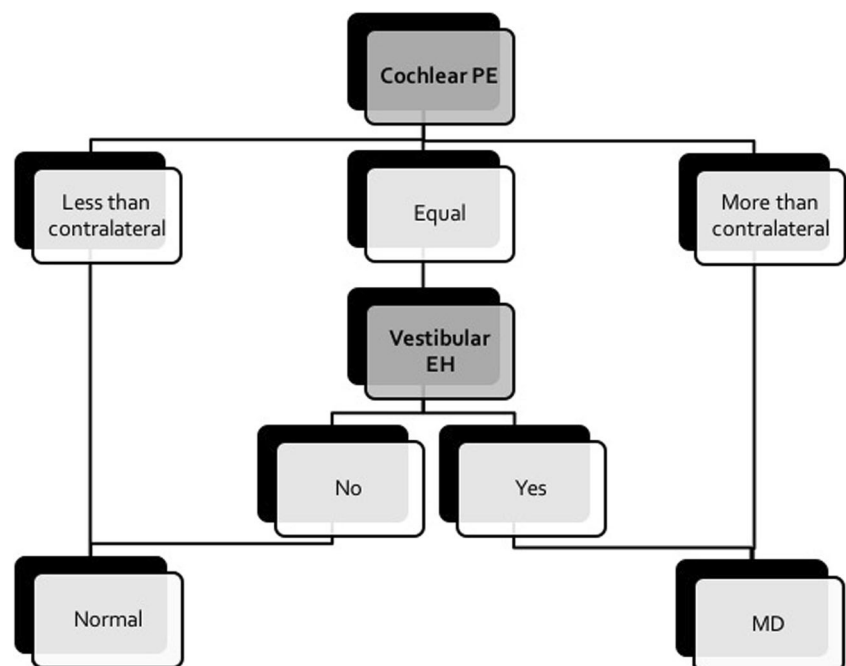 Cochlear PE
Less than
contralateral
Equal
More than
contralateral
Vestibular
EH
No
Yes
Normal
MD